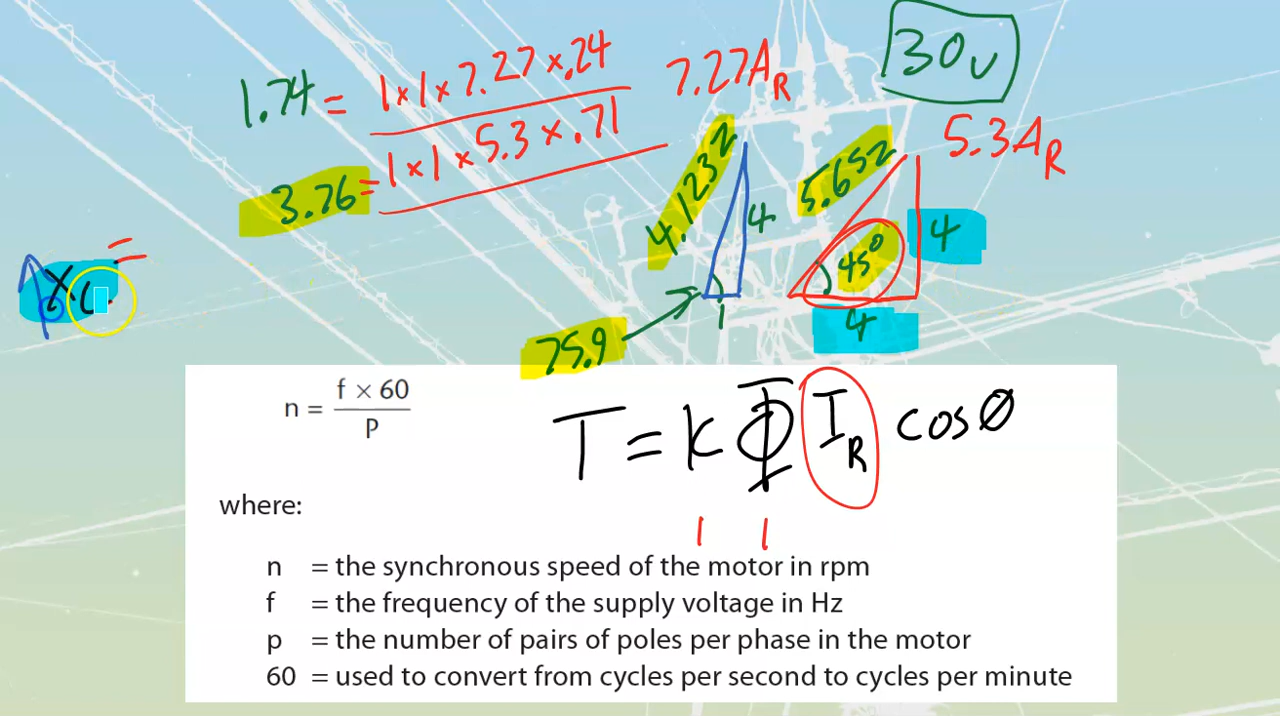 30v
1.74 = 1×1×7.27×.24
7.27A_R
3.76 = 1×1×5.3×.71
5.3A_R
4.1232
4
1
75.9
5.652
45°
4
4
n = f × 60 / P
T = K Φ I_R cosØ
1 1
where:
n = the synchronous speed of the motor in rpm
f = the frequency of the supply voltage in Hz
p = the number of pairs of poles per phase in the motor
60 = used to convert from cycles per second to cycles per minute